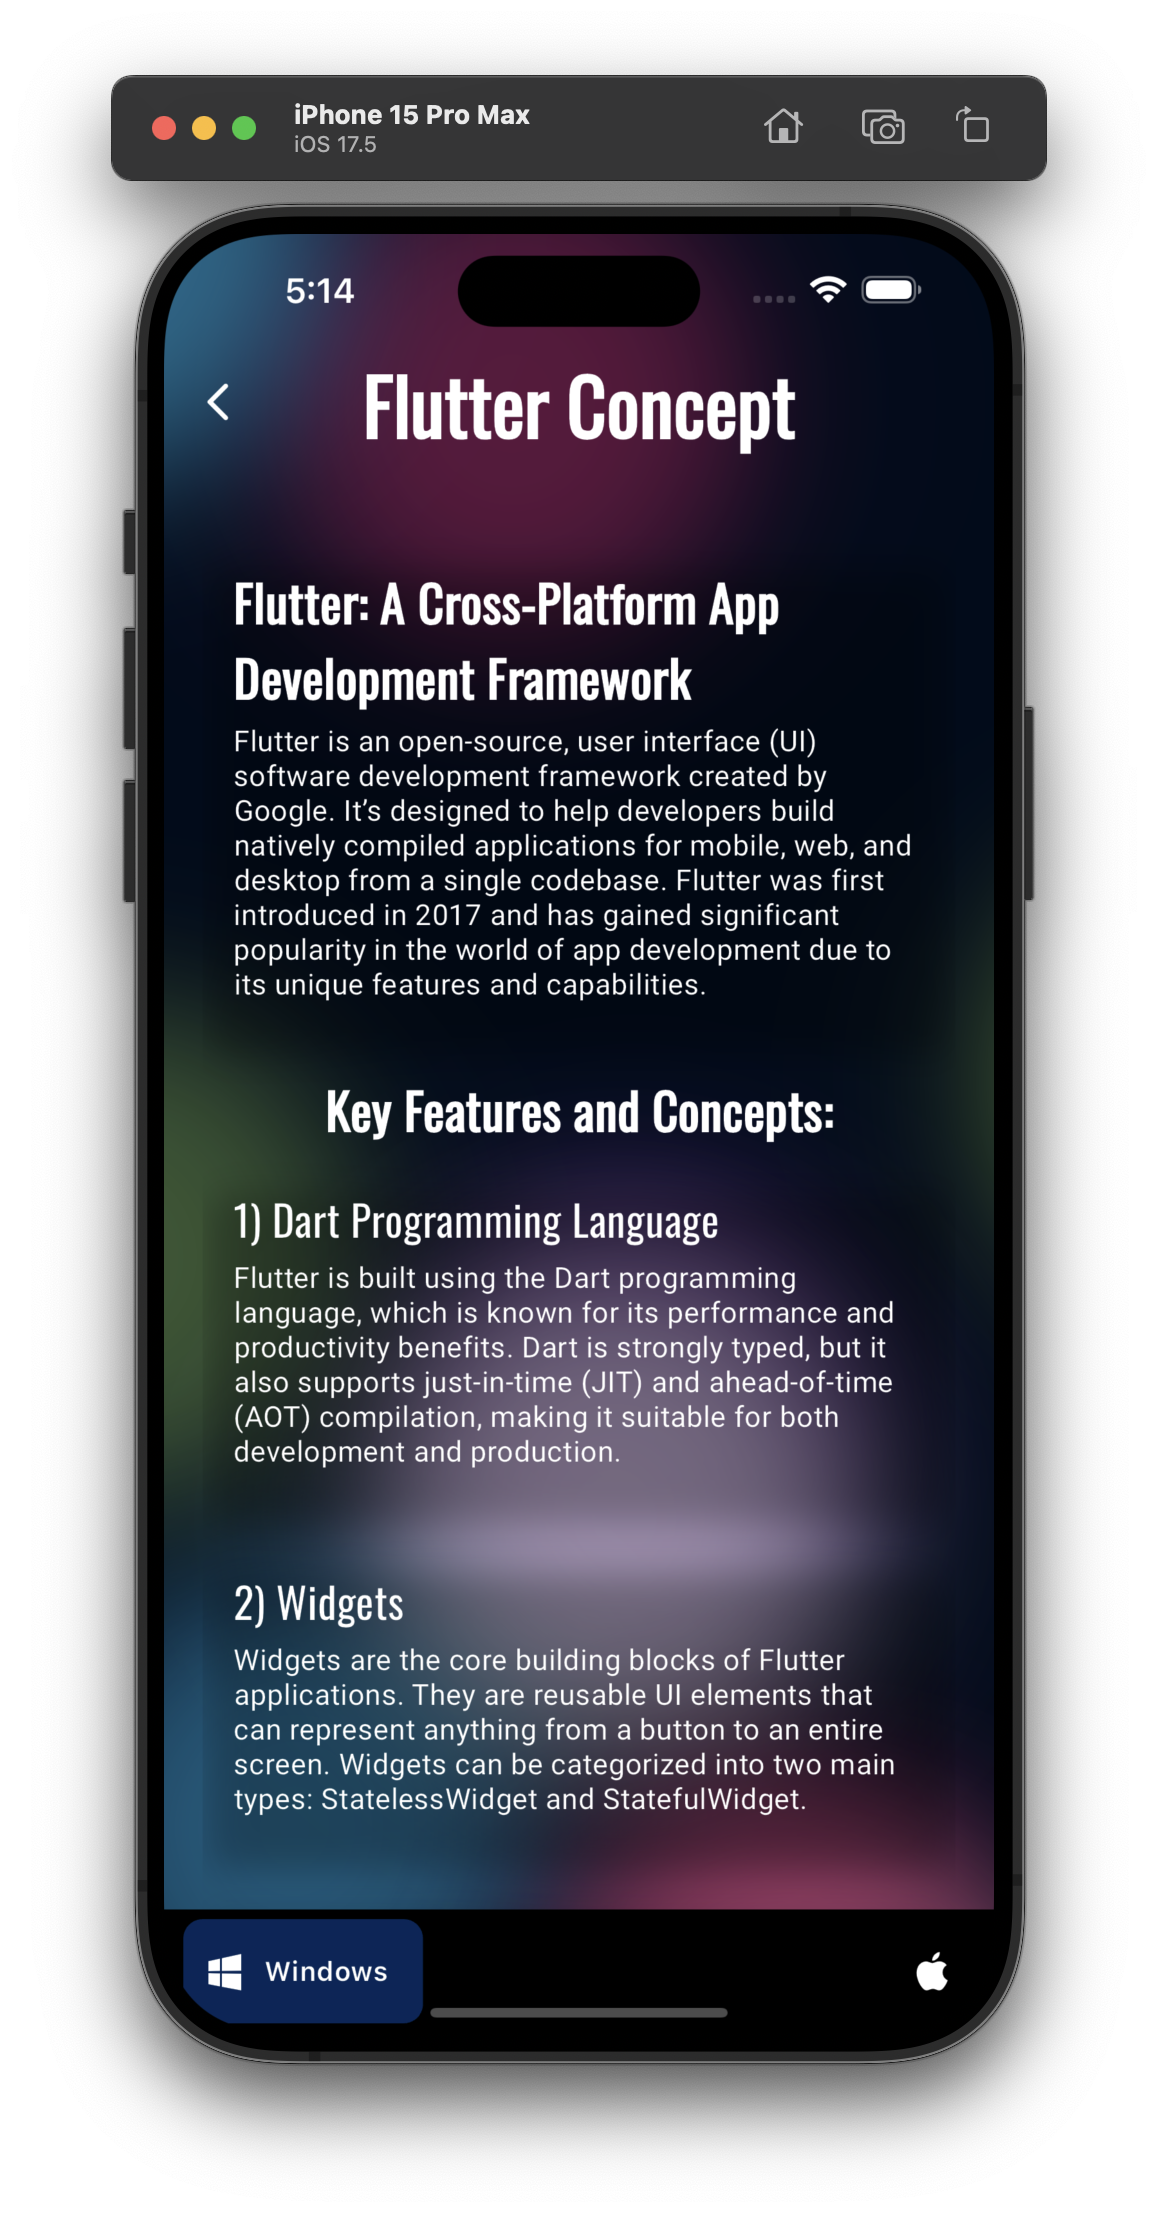 iPhone 15 Pro Max
iOS 17.5
5:14
Flutter Concept
Flutter: A Cross-Platform App
Development Framework
Flutter is an open-source, user interface (UI)
software development framework created by
Google. It’s designed to help developers build
natively compiled applications for mobile, web, and
desktop from a single codebase. Flutter was first
introduced in 2017 and has gained significant
popularity in the world of app development due to
its unique features and capabilities.
Key Features and Concepts:
1) Dart Programming Language
Flutter is built using the Dart programming
language, which is known for its performance and
productivity benefits. Dart is strongly typed, but it
also supports just-in-time (JIT) and ahead-of-time
(AOT) compilation, making it suitable for both
development and production.
2) Widgets
Widgets are the core building blocks of Flutter
applications. They are reusable UI elements that
can represent anything from a button to an entire
screen. Widgets can be categorized into two main
types: StatelessWidget and StatefulWidget.
Windows